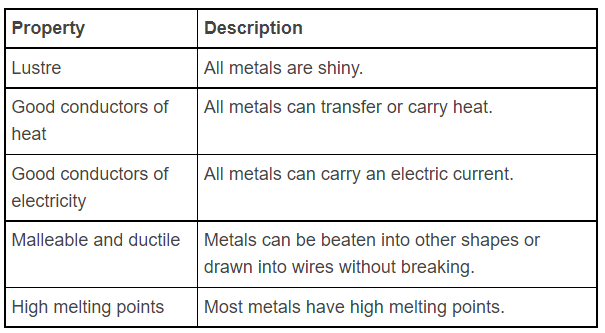 Property Description
Lustre All metals are shiny.
Good conductors of All metals can transfer or carry heat.
heat
Good conductors of All metals can carry an electric current.
electricity
Malleable and ductile Metals can be beaten into other shapes or
drawn into wires without breaking.
High melting points Most metals have high melting points.